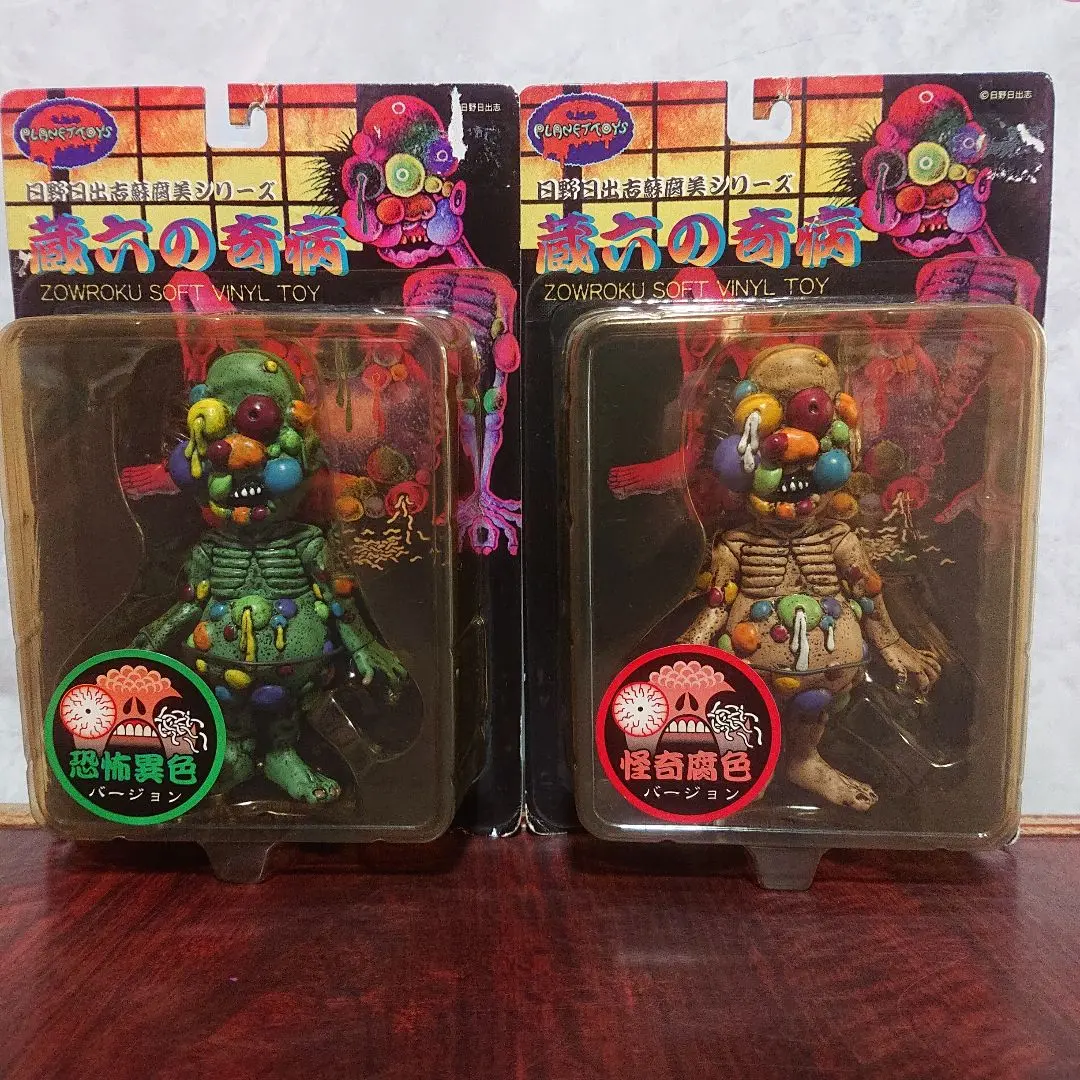 PLANET TOYS
©日野日出志
日野日出志蘇腐美シリーズ
蔵六の奇病
ZOWROKU SOFT VINYL TOY
恐怖異色
バージョン
PLANET TOYS
©日野日出志
日野日出志蘇腐美シリーズ
蔵六の奇病
ZOWROKU SOFT VINYL TOY
怪奇腐色
バージョン